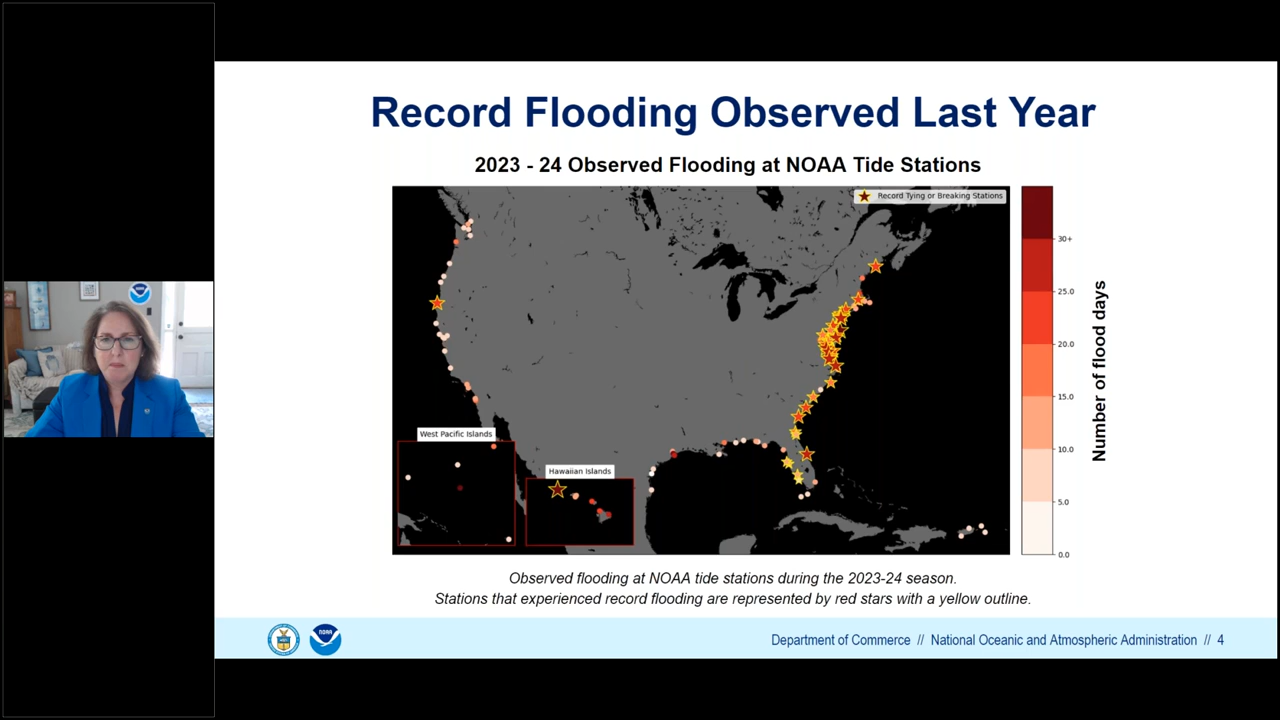 Record Flooding Observed Last Year
2023 - 24 Observed Flooding at NOAA Tide Stations
Record Tying or Breaking Stations
West Pacific Islands
Hawaiian Islands
30+
25.0
20.0
15.0
10.0
5.0
0.0
Number of flood days
Observed flooding at NOAA tide stations during the 2023-24 season.
Stations that experienced record flooding are represented by red stars with a yellow outline.
NOAA
Department of Commerce // National Oceanic and Atmospheric Administration // 4